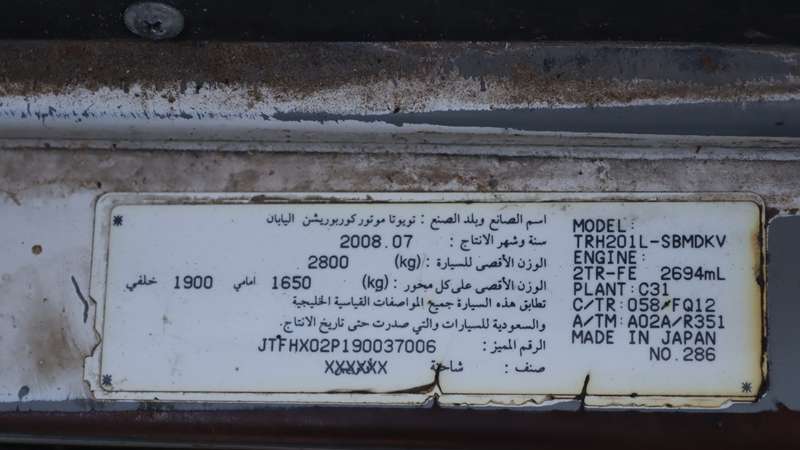 اسم الصانع وبلد الصنع : تويوتا موتور كوربوريشن اليابان
سنة وشهر الانتاج : 2008.07
الوزن الأقصى للسيارة : (kg) 2800
الوزن الأقصى على كل محور : (kg) 1650 أمامي 1900 خلفي
تطابق هذه السيارة جميع المواصفات القياسية الخليجية
والسعودية للسيارات والتي صدرت حتى تاريخ الانتاج.
الرقم المميز : JTFHX02P190037006
صنف : شاحنة XXXXXX
MODEL:
TRH201L-SBMDKV
ENGINE:
2TR-FE 2694mL
PLANT:C31
C/TR:058/FQ12
A/TM:A02A/R351
MADE IN JAPAN
NO.286